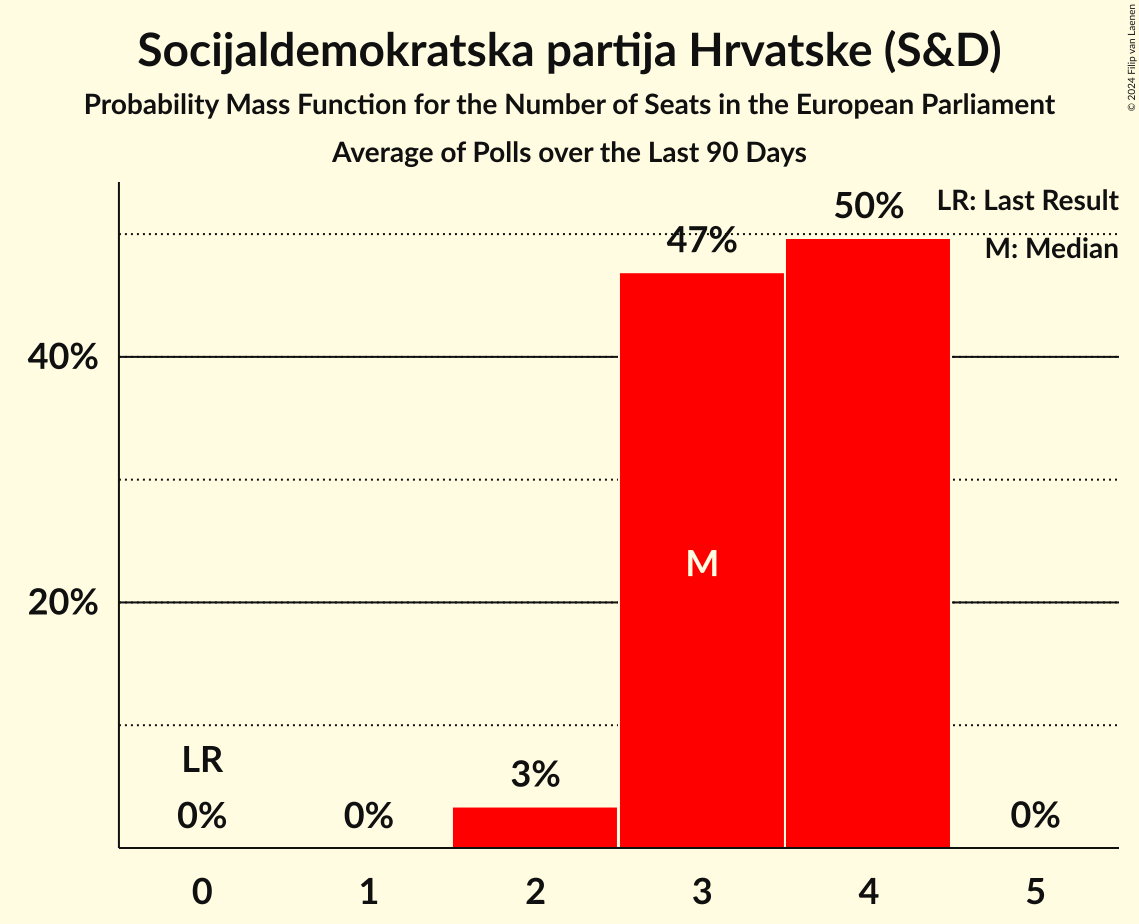 Socijaldemokratska partija Hrvatske (S&D)
Probability Mass Function for the Number of Seats in the European Parliament
Average of Polls over the Last 90 Days
© 2024 Filip van Laenen
LR: Last Result
M: Median
50%
47%
40%
M
20%
LR
3%
0%
0%
0%
0
1
2
3
4
5